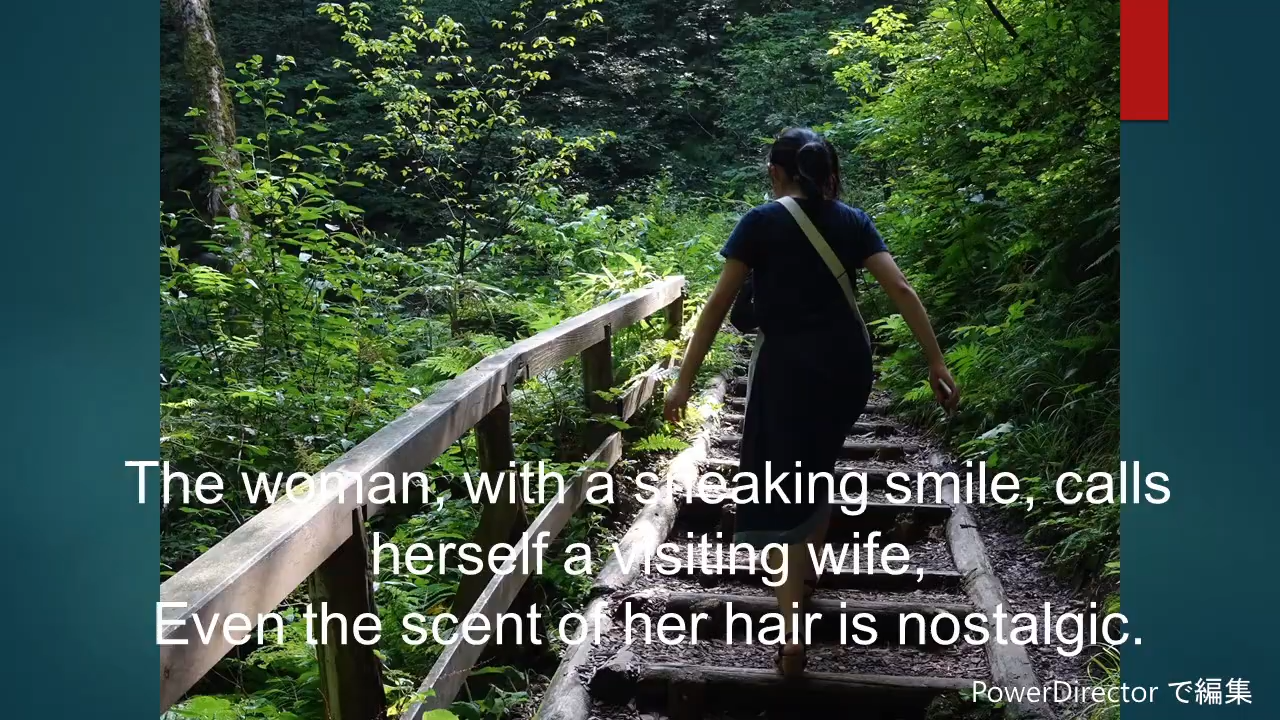 The woman, with a sneaking smile, calls
herself a visiting wife,
Even the scent of her hair is nostalgic.
PowerDirector で編集